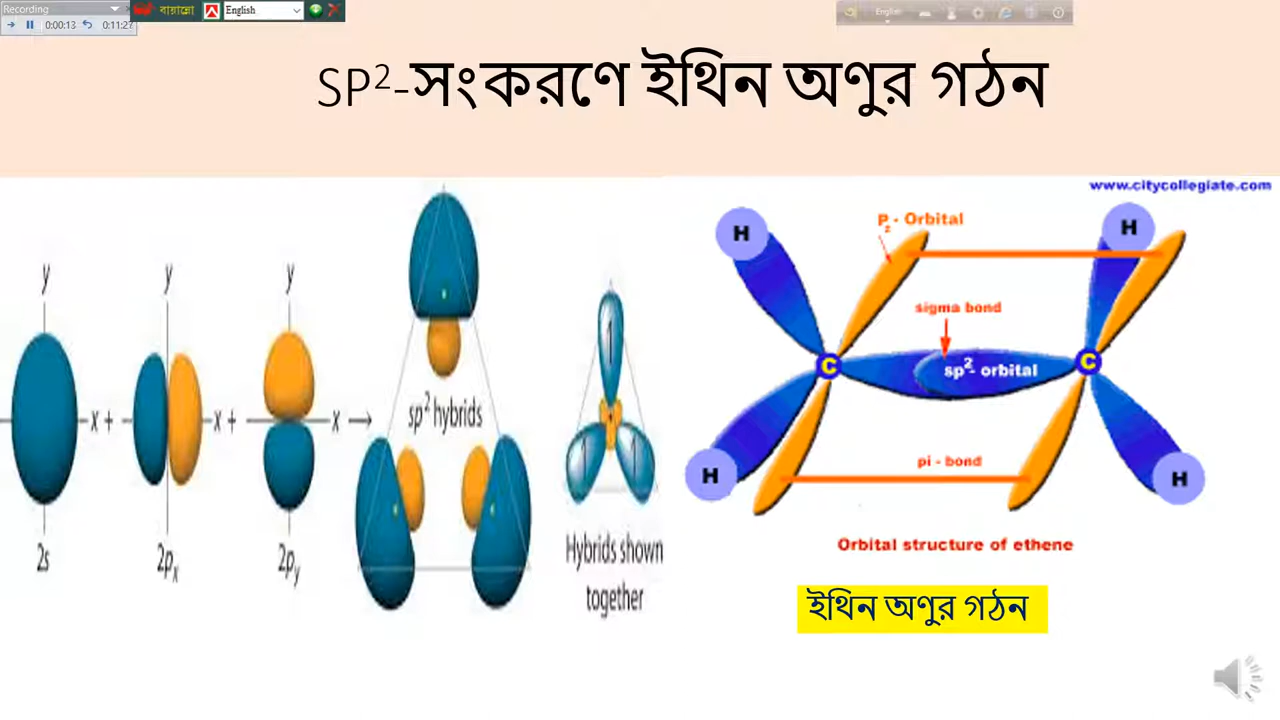 Recording
0:00:13 0:11:27
বায়ান্নো English
English
SP²-সংকরণে ইথিন অণুর গঠন
www.citycollegiate.com
y y y
x + x + x
2s 2pₓ 2pᵧ
sp² hybrids
1
1 1
Hybrids shown
together
H H
P - Orbital
sigma bond
C sp²- orbital C
pi - bond
H H
Orbital structure of ethene
ইথিন অণুর গঠন